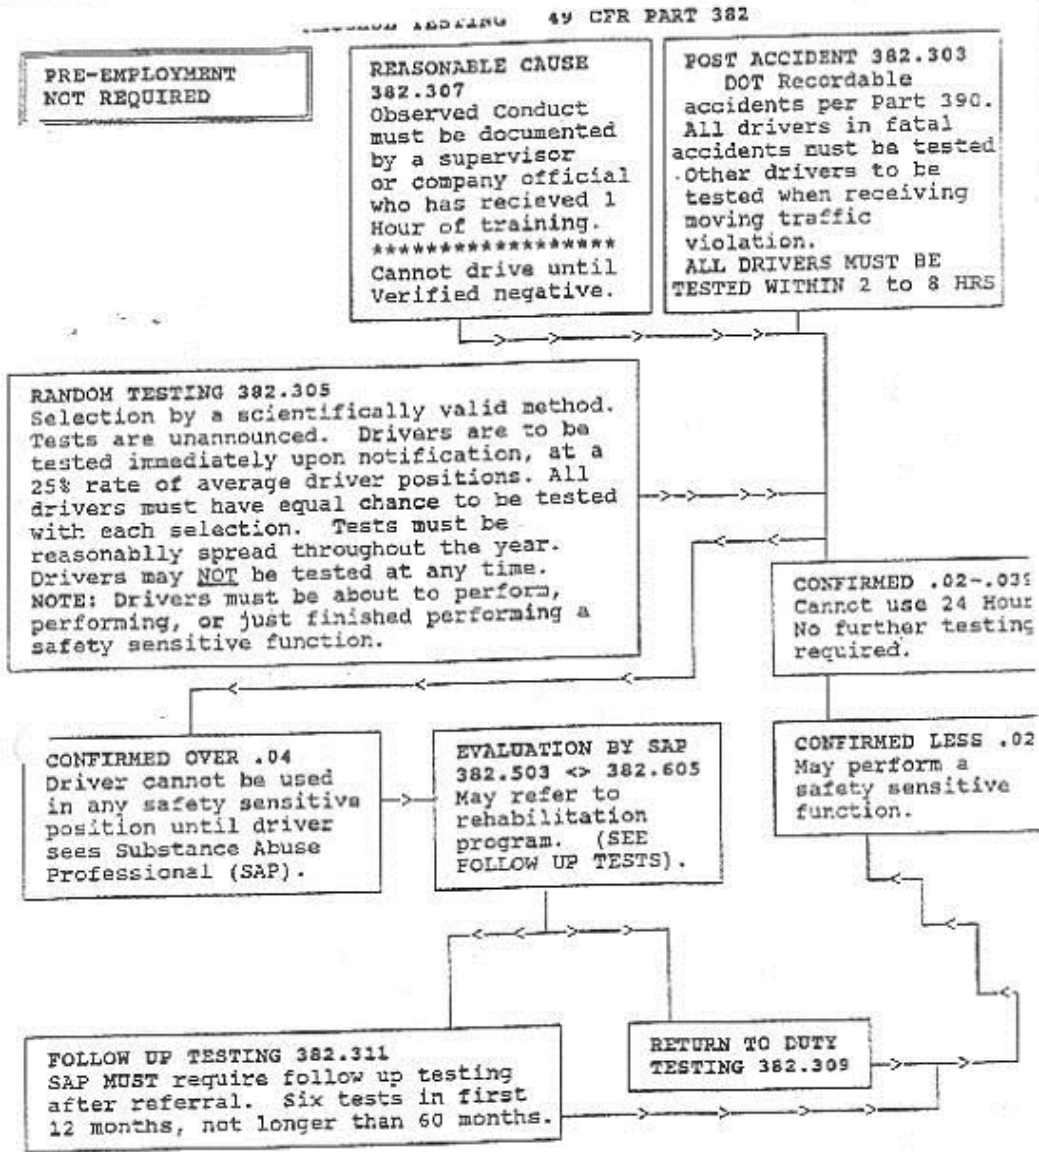 TESTING 49 CFR PART 382
PRE-EMPLOYMENT
NOT REQUIRED
REASONABLE CAUSE
382.307
Observed Conduct
must be documented
by a supervisor
or company official
who has recieved 1
Hour of training.
******************
Cannot drive until
Verified negative.
POST ACCIDENT 382.303
DOT Recordable
accidents per Part 390.
All drivers in fatal
accidents must be tested
Other drivers to be
tested when receiving
moving traffic
violation.
ALL DRIVERS MUST BE
TESTED WITHIN 2 to 8 HRS
RANDOM TESTING 382.305
Selection by a scientifically valid method.
Tests are unannounced. Drivers are to be
tested immediately upon notification, at a
25% rate of average driver positions. All
drivers must have equal chance to be tested
with each selection. Tests must be
reasonablly spread throughout the year.
Drivers may NOT be tested at any time.
NOTE: Drivers must be about to perform,
performing, or just finished performing a
safety sensitive function.
CONFIRMED .02-.039
Cannot use 24 Hour
No further testing
required.
CONFIRMED OVER .04
Driver cannot be used
in any safety sensitive
position until driver
sees Substance Abuse
Professional (SAP).
EVALUATION BY SAP
382.503 <> 382.605
May refer to
rehabilitation
program. (SEE
FOLLOW UP TESTS).
CONFIRMED LESS .02
May perform a
safety sensitive
function.
FOLLOW UP TESTING 382.311
SAP MUST require follow up testing
after referral. Six tests in first
12 months, not longer than 60 months.
RETURN TO DUTY
TESTING 382.309